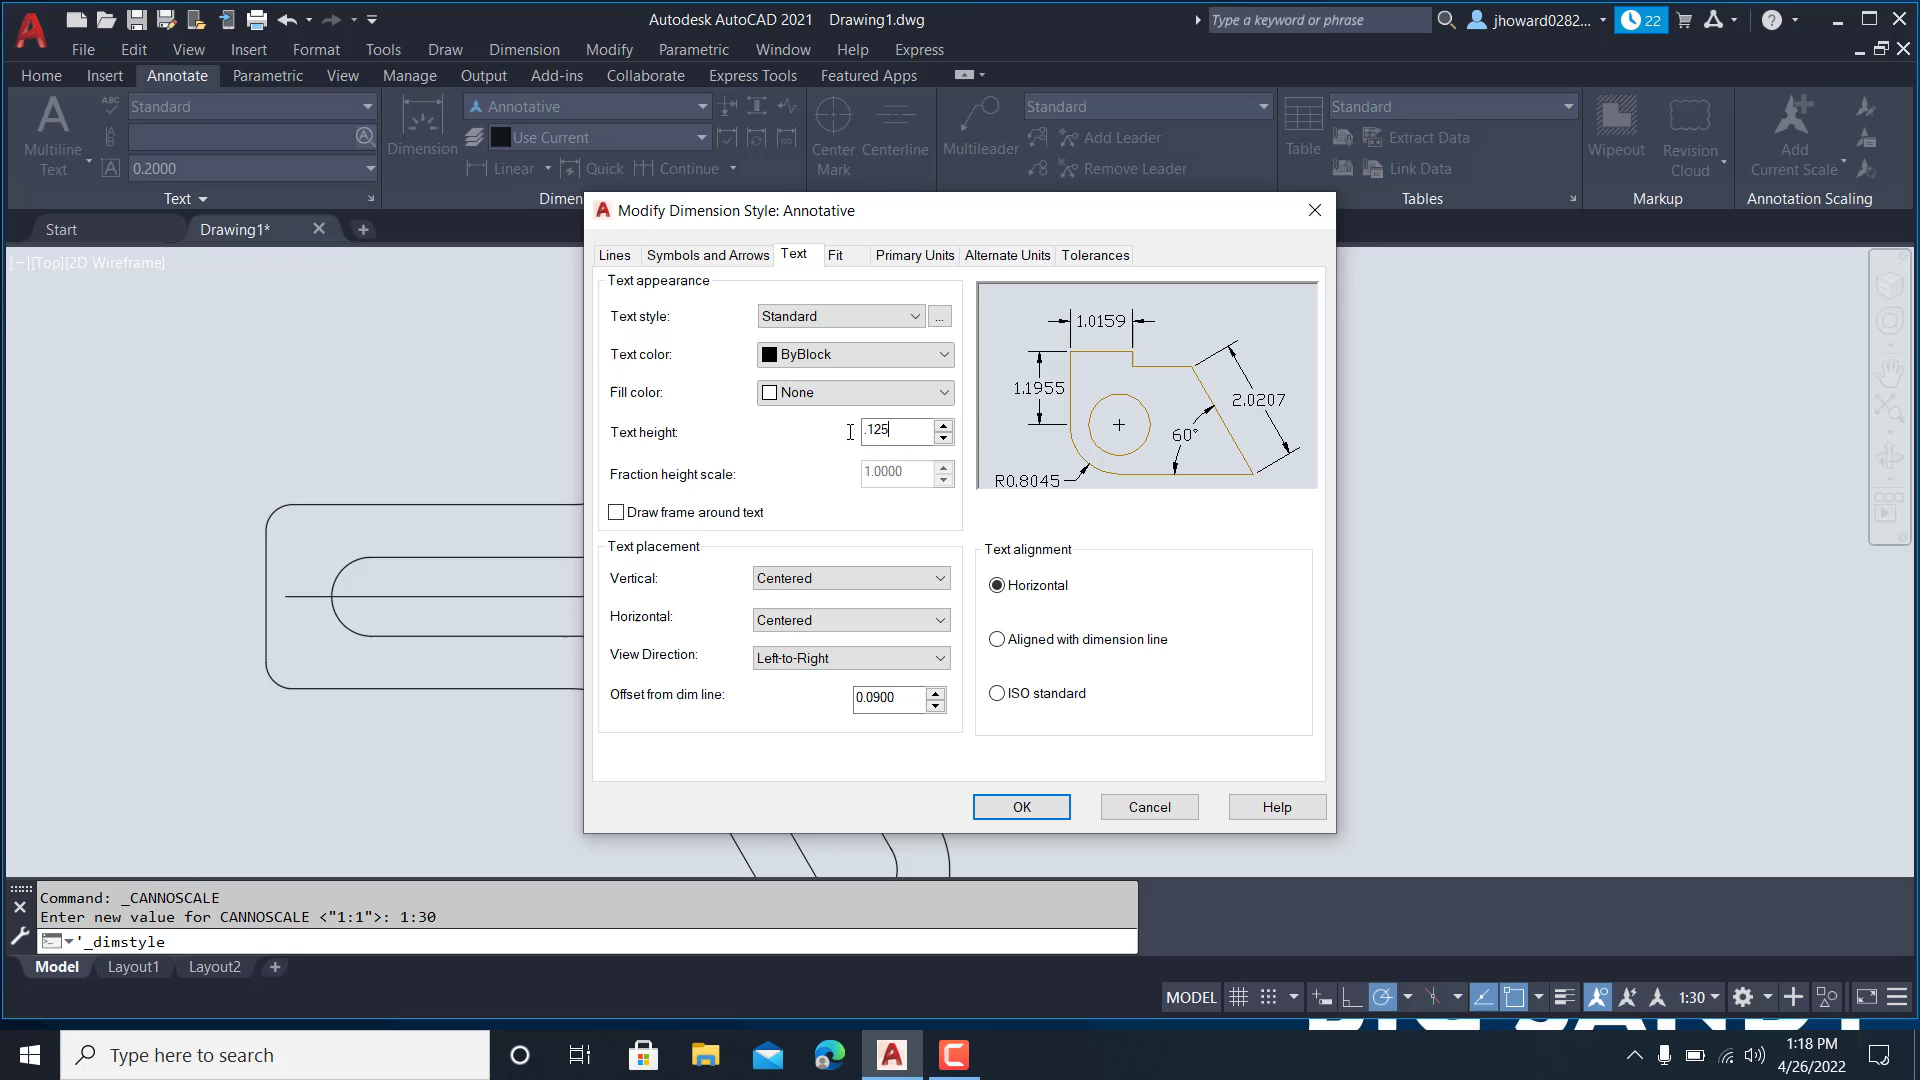 Autodesk AutoCAD 2021 Drawing1.dwg
Type a keyword or phrase
jhoward0282...
22
File Edit View Insert Format Tools Draw Dimension Modify Parametric Window Help Express
Home Insert Annotate Parametric View Manage Output Add-ins Collaborate Express Tools Featured Apps
Multiline Text
Standard
0.2000
Text
Dimension
Annotative
Use Current
Linear Quick Continue
Dimen
Center Mark
Centerline
Multileader
Standard
Add Leader
Remove Leader
Table
Standard
Extract Data
Link Data
Tables
Wipeout
Revision Cloud
Markup
Add Current Scale
Annotation Scaling
Start
Drawing1*
[−][Top][2D Wireframe]
Modify Dimension Style: Annotative
Lines Symbols and Arrows Text Fit Primary Units Alternate Units Tolerances
Text appearance
Text style: Standard ...
Text color: ByBlock
Fill color: None
Text height: .125
Fraction height scale: 1.0000
Draw frame around text
Text placement
Vertical: Centered
Horizontal: Centered
View Direction: Left-to-Right
Offset from dim line: 0.0900
1.0159
1.1955
2.0207
60°
R0.8045
Text alignment
Horizontal
Aligned with dimension line
ISO standard
OK Cancel Help
Command: _CANNOSCALE
Enter new value for CANNOSCALE <"1:1">: 1:30
'_dimstyle
Model Layout1 Layout2
MODEL
1:30
Type here to search
1:18 PM
4/26/2022